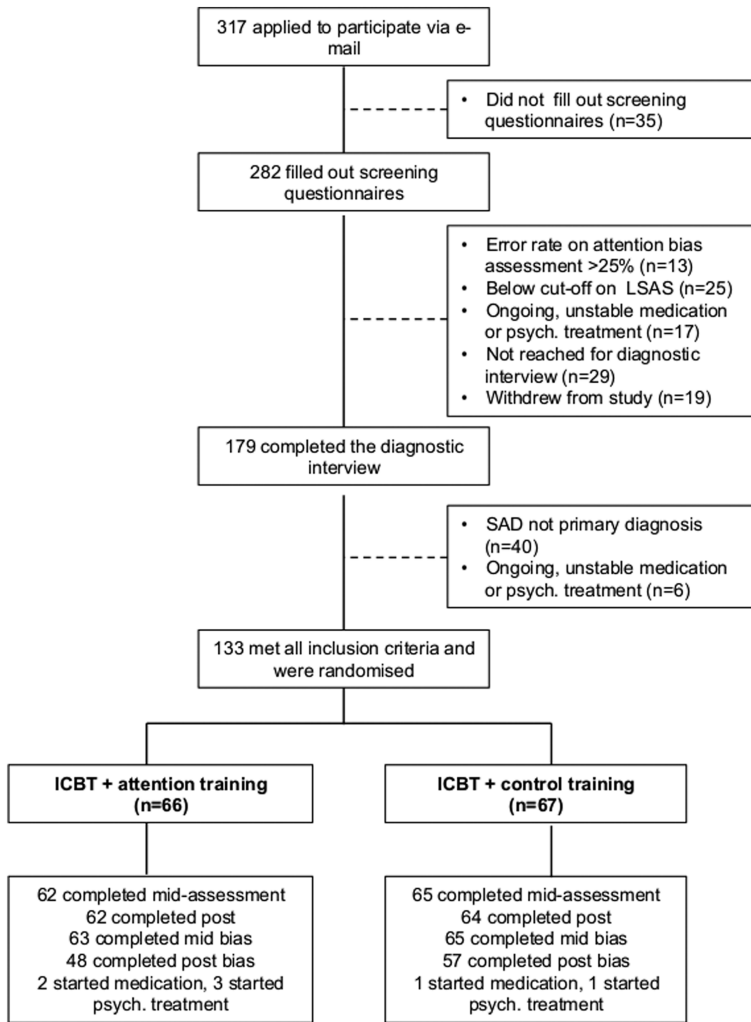 317 applied to participate via e-
mail
• Did not  fill out screening
questionnaires (n=35)
282 filled out screening
questionnaires
• Error rate on attention bias
assessment >25% (n=13)
• Below cut-off on  LSAS (n=25)
• Ongoing, unstable medication
or psych. treatment (n=17)
• Not reached for diagnostic
interview (n=29)
• Withdrew from study (n=19)
179 completed the diagnostic
interview
• SAD not primary diagnosis
(n=40)
• Ongoing, unstable medication
or psych. treatment (n=6)
133 met all inclusion criteria and
were randomised
ICBT + attention training
(n=66)
ICBT + control training
(n=67)
62 completed mid-assessment
62 completed post
63 completed mid bias
48 completed post bias
2 started medication, 3 started
psych. treatment
65 completed mid-assessment
64 completed post
65 completed mid bias
57 completed post bias
1 started medication, 1 started
psych. treatment